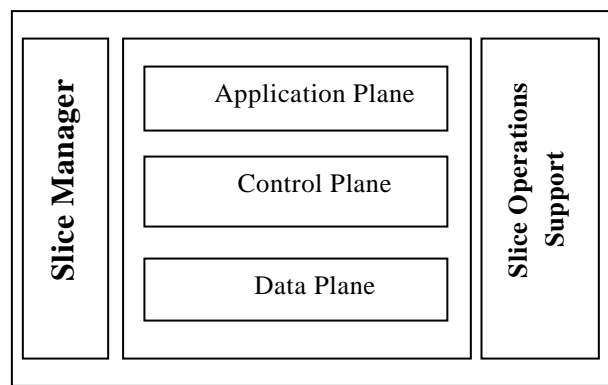 Slice Manager
Application Plane
Control Plane
Data Plane
Slice Operations
Support